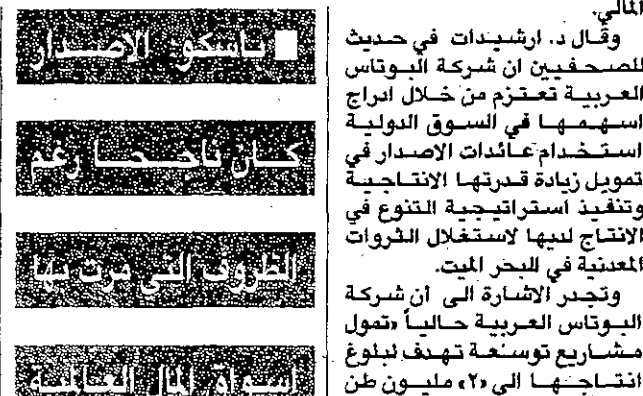 المالي.
وقال د. ارشيدات في حديث
للصحفيين ان شركة البوتاس
العربية تعتزم من خلال ادراج
اسهمها في السوق الدولية
استخدام عائدات الاصدار في
تمويل زيادة قدرتها الانتاجية
وتنفيذ استراتيجية التنوع في
الانتاج لديها لاستغلال الثروات
المعدنية في البحر الميت.
وتجدر الاشارة الى أن شركة
البوتاس العربية حالياً «تمول
مشاريع توسعة تهدف لبلوغ
انتاجها الى «٢» مليون طن
■ باسكو: الاصدار
كان ناجحا رغم
الظروف التي مرت بها
اسواق المال العالمية